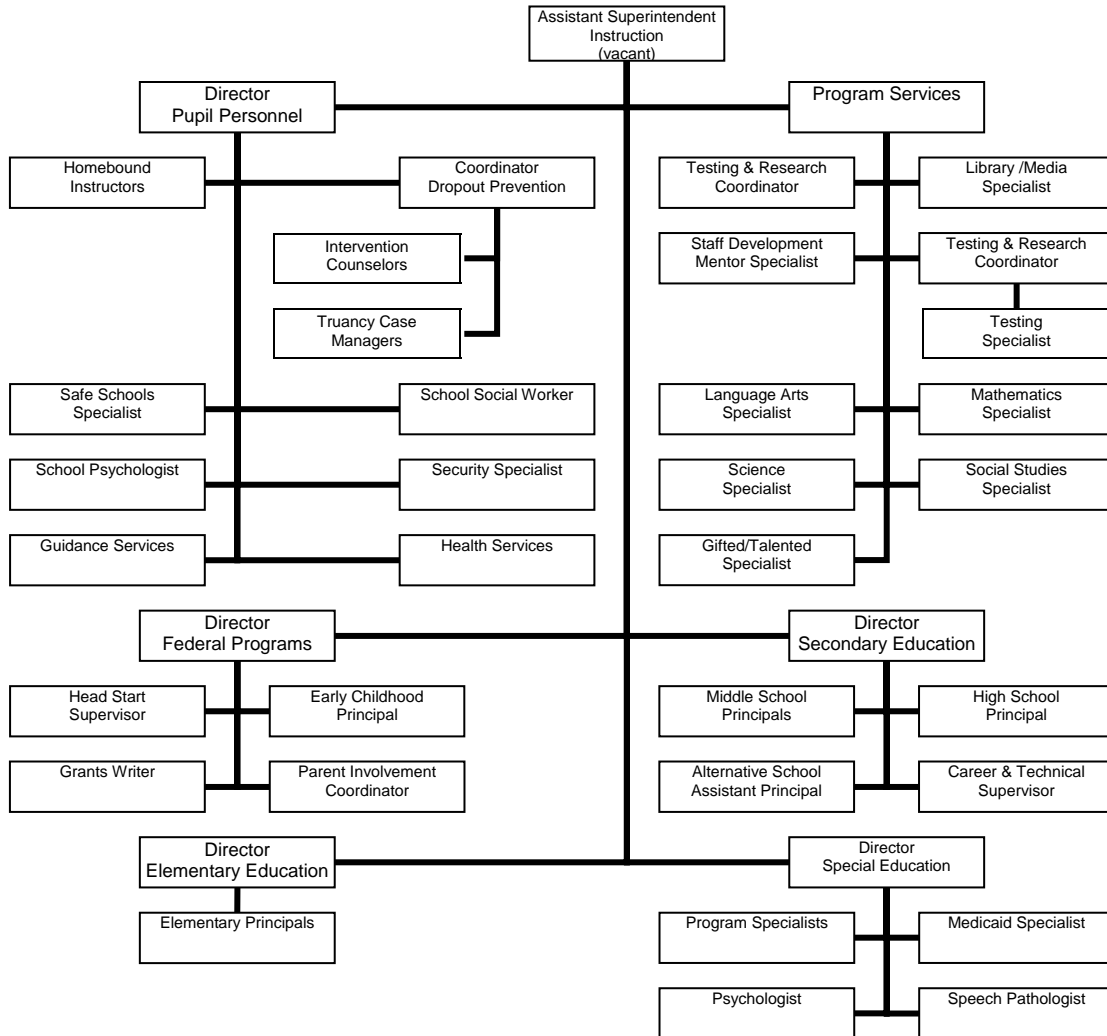 Assistant Superintendent
Instruction
(vacant)
Director
Pupil Personnel
Program Services
Homebound
Instructors
Coordinator
Dropout Prevention
Testing & Research
Coordinator
Library /Media
Specialist
Intervention
Counselors
Staff Development
Mentor Specialist
Testing & Research
Coordinator
Truancy Case
Managers
Testing
Specialist
Safe Schools
Specialist
School Social Worker
Language Arts
Specialist
Mathematics
Specialist
School Psychologist
Security Specialist
Science
Specialist
Social Studies
Specialist
Guidance Services
Health Services
Gifted/Talented
Specialist
Director
Federal Programs
Director
Secondary Education
Head Start
Supervisor
Early Childhood
Principal
Middle School
Principals
High School
Principal
Grants Writer
Parent Involvement
Coordinator
Alternative School
Assistant Principal
Career & Technical
Supervisor
Director
Elementary Education
Director
Special Education
Elementary Principals
Program Specialists
Medicaid Specialist
Psychologist
Speech Pathologist